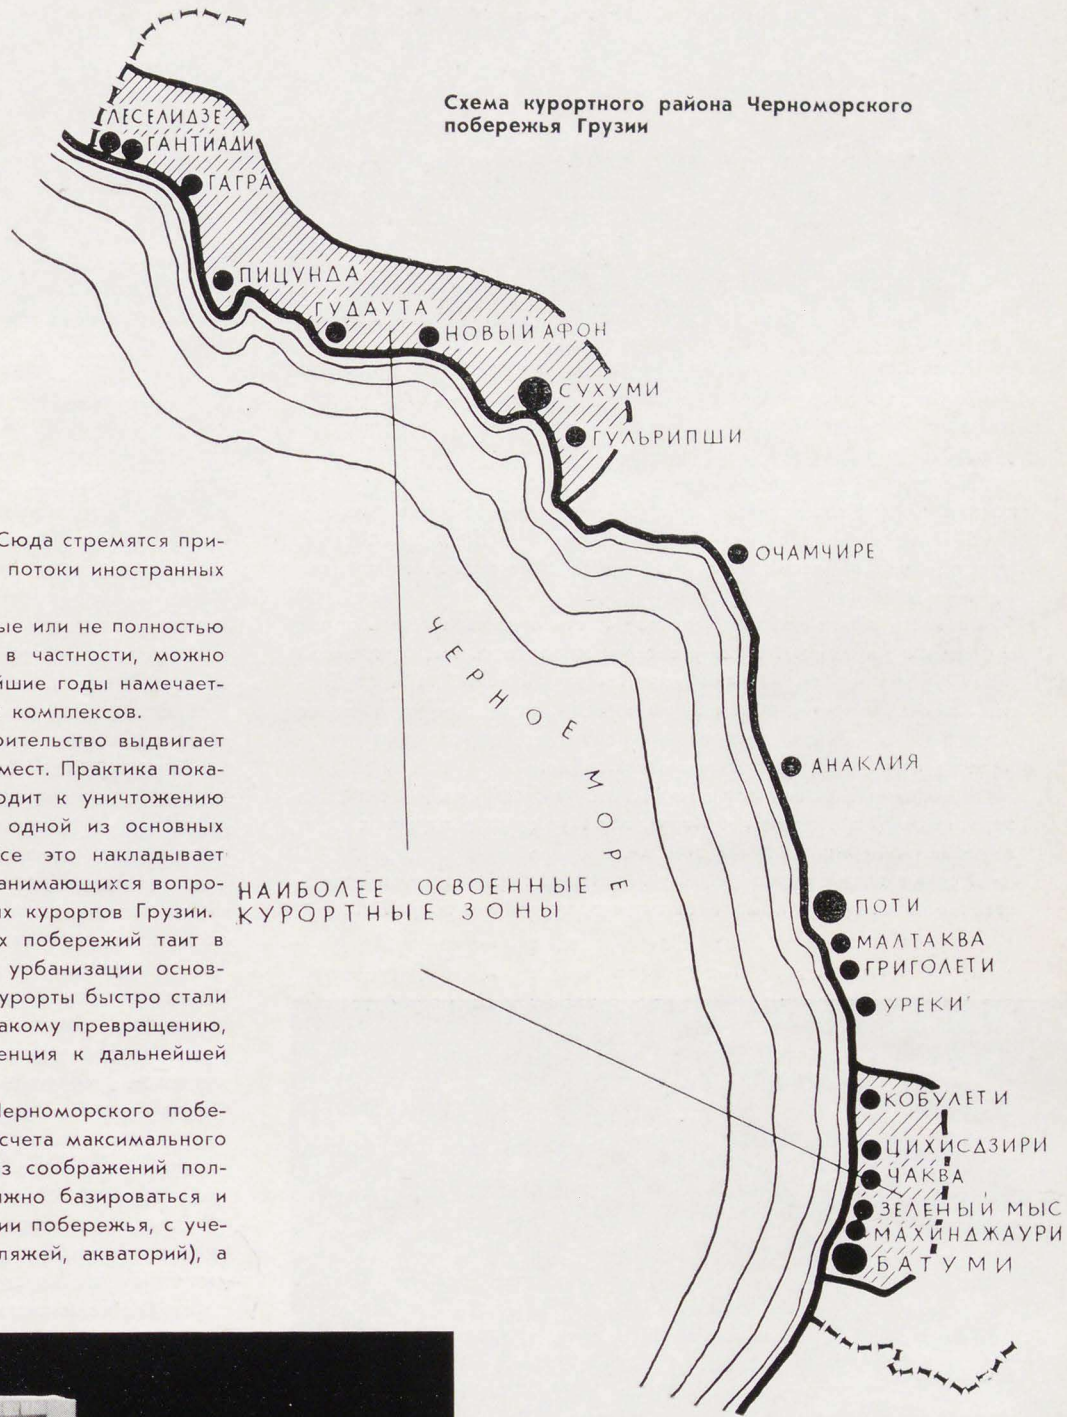 Схема курортного района Черноморского
побережья Грузии
ЛЕСЕЛИДЗЕ
ГАНТИАДИ
ГАГРА
ПИЦУНДА
ГУДАУТА
НОВЫЙ АФОН
СУХУМИ
ГУЛЬРИПШИ
ОЧАМЧИРЕ
ЧЕРНОЕ МОРЕ
АНАКЛИЯ
НАИБОЛЕЕ ОСВОЕННЫЕ
КУРОРТНЫЕ ЗОНЫ
ПОТИ
МАЛТАКВА
ГРИГОЛЕТИ
УРЕКИ
КОБУЛЕТИ
ЦИХИСДЗИРИ
ЧАКВА
ЗЕЛЕНЫЙ МЫС
МАХИНДЖАУРИ
БАТУМИ
Сюда стремятся при-
потоки иностранных
ые или не полностью
в частности, можно
йшие годы намечает-
комплексов.
оительство выдвигает
мест. Практика пока-
одит к уничтожению
одной из основных
се это накладывает
анимающихся вопро-
их курортов Грузии.
х побережий таит в
урбанизации основ-
урорты быстро стали
акому превращению,
енция к дальнейшей
Черноморского побе-
счета максимального
з соображений пол-
жно базироваться и
ии побережья, с уче-
ляжей, акваторий), а